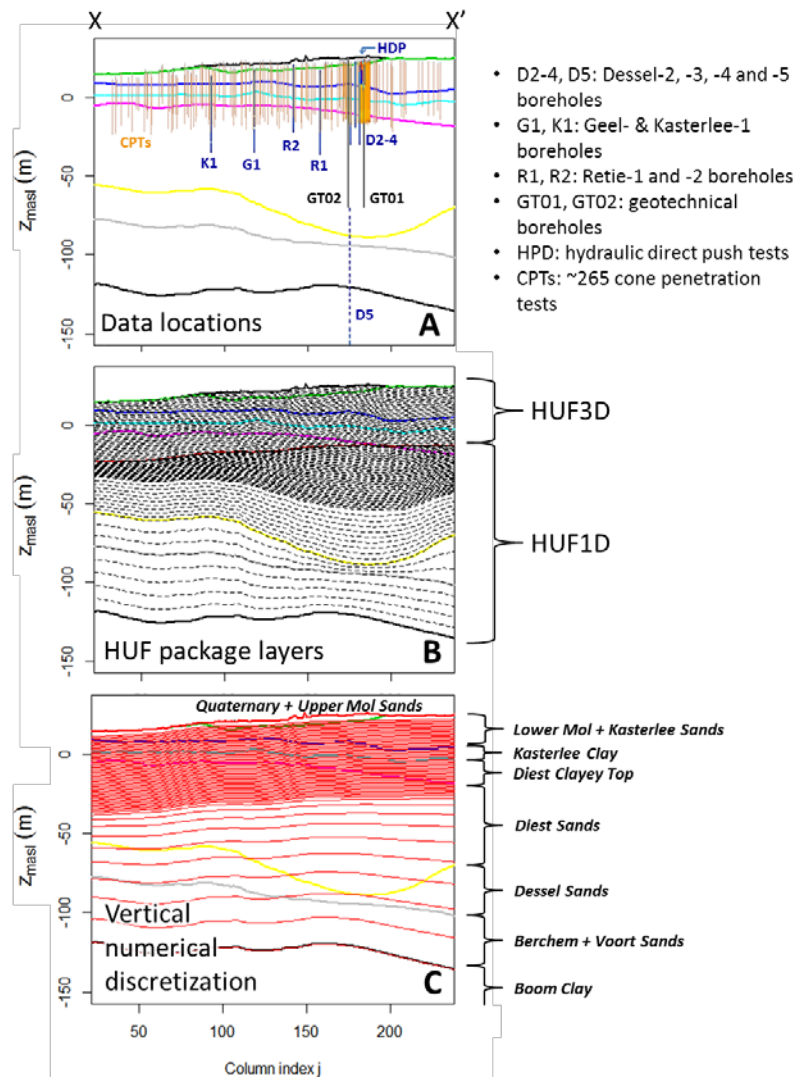 X
X'
HDP
0
CPTs
K1
G1
R2
R1
D2-4
GT02
GT01
-50
-100
-150
Z masl (m)
Data locations
A
D5
• D2-4, D5: Dessel-2, -3, -4 and -5
boreholes
• G1, K1: Geel- & Kasterlee-1
boreholes
• R1, R2: Retie-1 and -2 boreholes
• GT01, GT02: geotechnical
boreholes
• HPD: hydraulic direct push tests
• CPTs: ~265 cone penetration
tests
0
-50
-100
-150
Z masl (m)
HUF3D
HUF1D
HUF package layers
B
Quaternary + Upper Mol Sands
0
-50
-100
-150
Z masl (m)
Lower Mol + Kasterlee Sands
Kasterlee Clay
Diest Clayey Top
Diest Sands
Dessel Sands
Berchem + Voort Sands
Boom Clay
Vertical
numerical
discretization
C
50
100
150
200
Column index j